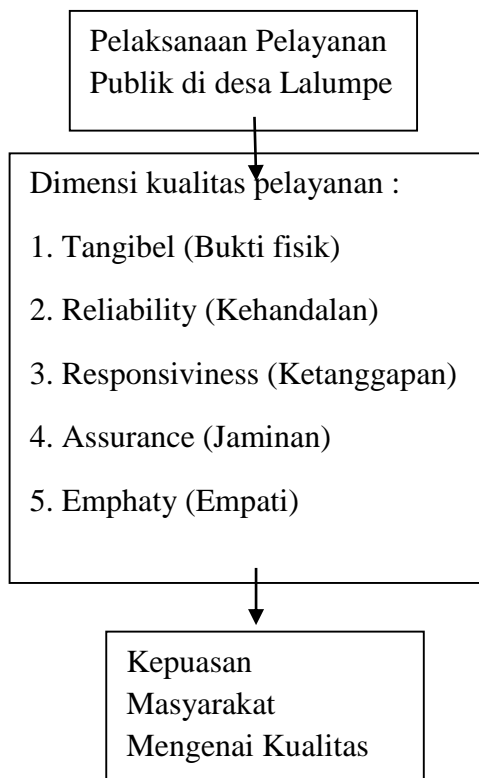 Pelaksanaan Pelayanan
Publik di desa Lalumpe
Dimensi kualitas pelayanan :
1. Tangibel (Bukti fisik)
2. Reliability (Kehandalan)
3. Responsiviness (Ketanggapan)
4. Assurance (Jaminan)
5. Emphaty (Empati)
Kepuasan
Masyarakat
Mengenai Kualitas